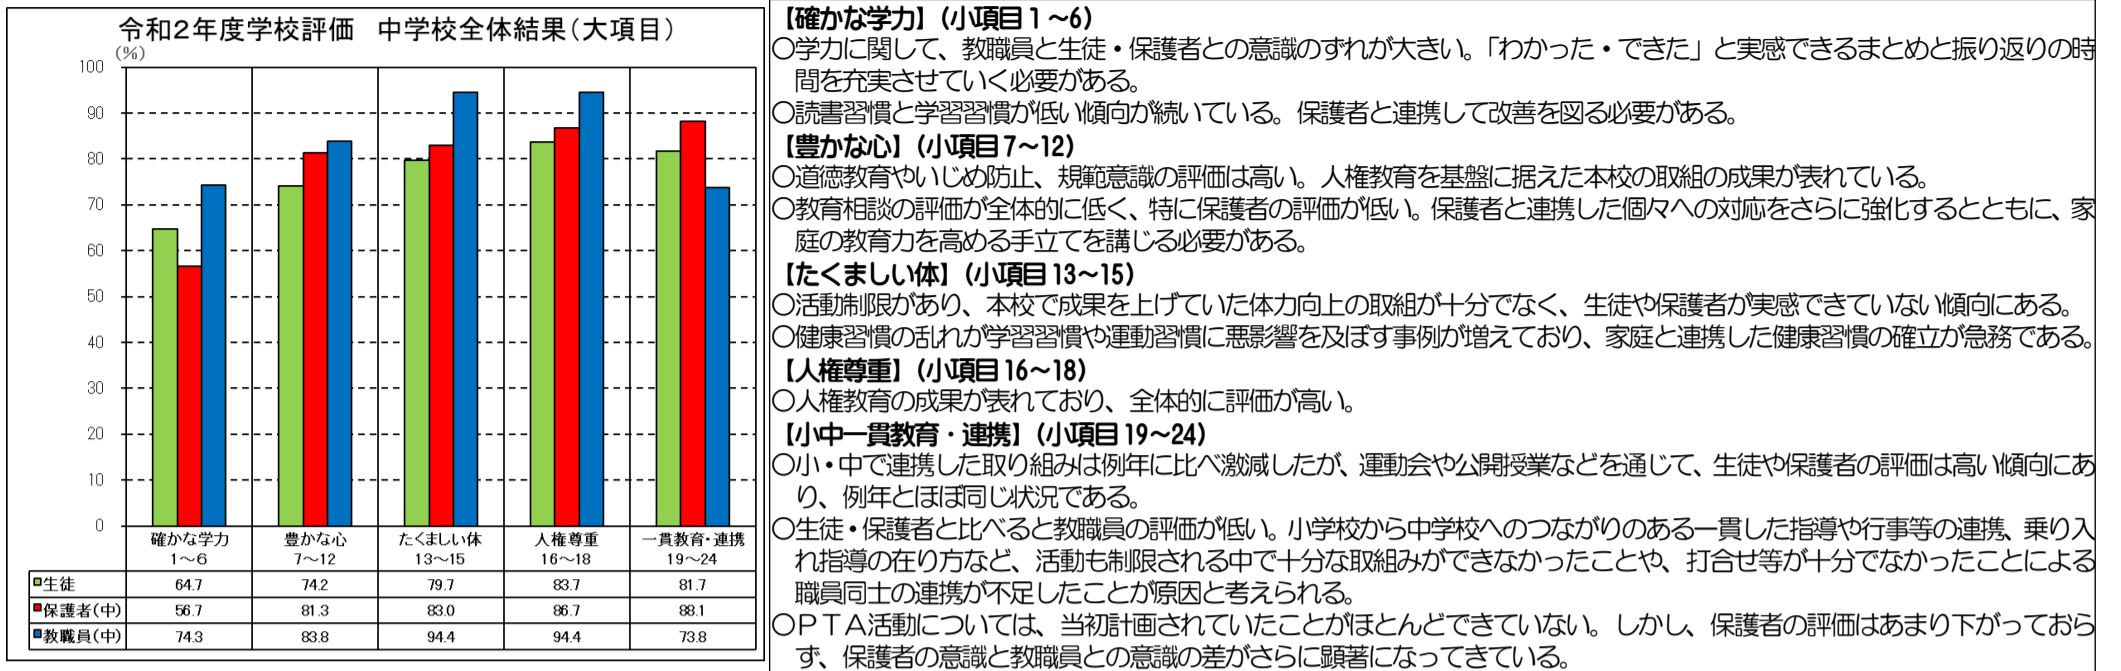 令和2年度学校評価　中学校全体結果(大項目)
(%)
100
90
80
70
60
50
40
30
20
10
0
確かな学力 豊かな心 たくましい体 人権尊重 一貫教育・連携
1～6 7～12 13～15 16～18 19～24
生徒 64.7 74.2 79.7 83.7 81.7
保護者(中) 56.7 81.3 83.0 86.7 88.1
教職員(中) 74.3 83.8 94.4 94.4 73.8
【確かな学力】(小項目1～6)
○学力に関して、教職員と生徒・保護者との意識のずれが大きい。「わかった・できた」と実感できるまとめと振り返りの時
間を充実させていく必要がある。
○読書習慣と学習習慣が低い傾向が続いている。保護者と連携して改善を図る必要がある。
【豊かな心】(小項目7～12)
○道徳教育やいじめ防止、規範意識の評価は高い。人権教育を基盤に据えた本校の取組の成果が表れている。
○教育相談の評価が全体的に低く、特に保護者の評価が低い。保護者と連携した個々への対応をさらに強化するとともに、家
庭の教育力を高める手立てを講じる必要がある。
【たくましい体】(小項目13～15)
○活動制限があり、本校で成果を上げていた体力向上の取組が十分でなく、生徒や保護者が実感できていない傾向にある。
○健康習慣の乱れが学習習慣や運動習慣に悪影響を及ぼす事例が増えており、家庭と連携した健康習慣の確立が急務である。
【人権尊重】(小項目16～18)
○人権教育の成果が表れており、全体的に評価が高い。
【小中一貫教育・連携】(小項目19～24)
○小・中で連携した取り組みは例年に比べ激減したが、運動会や公開授業などを通じて、生徒や保護者の評価は高い傾向にあ
り、例年とほぼ同じ状況である。
○生徒・保護者と比べると教職員の評価が低い。小学校から中学校へのつながりのある一貫した指導や行事等の連携、乗り入
れ指導の在り方など、活動も制限される中で十分な取組みができなかったことや、打合せ等が十分でなかったことによる
職員同士の連携が不足したことが原因と考えられる。
○PTA活動については、当初計画されていたことがほとんどできていない。しかし、保護者の評価はあまり下がっておら
ず、保護者の意識と教職員との意識の差がさらに顕著になってきている。